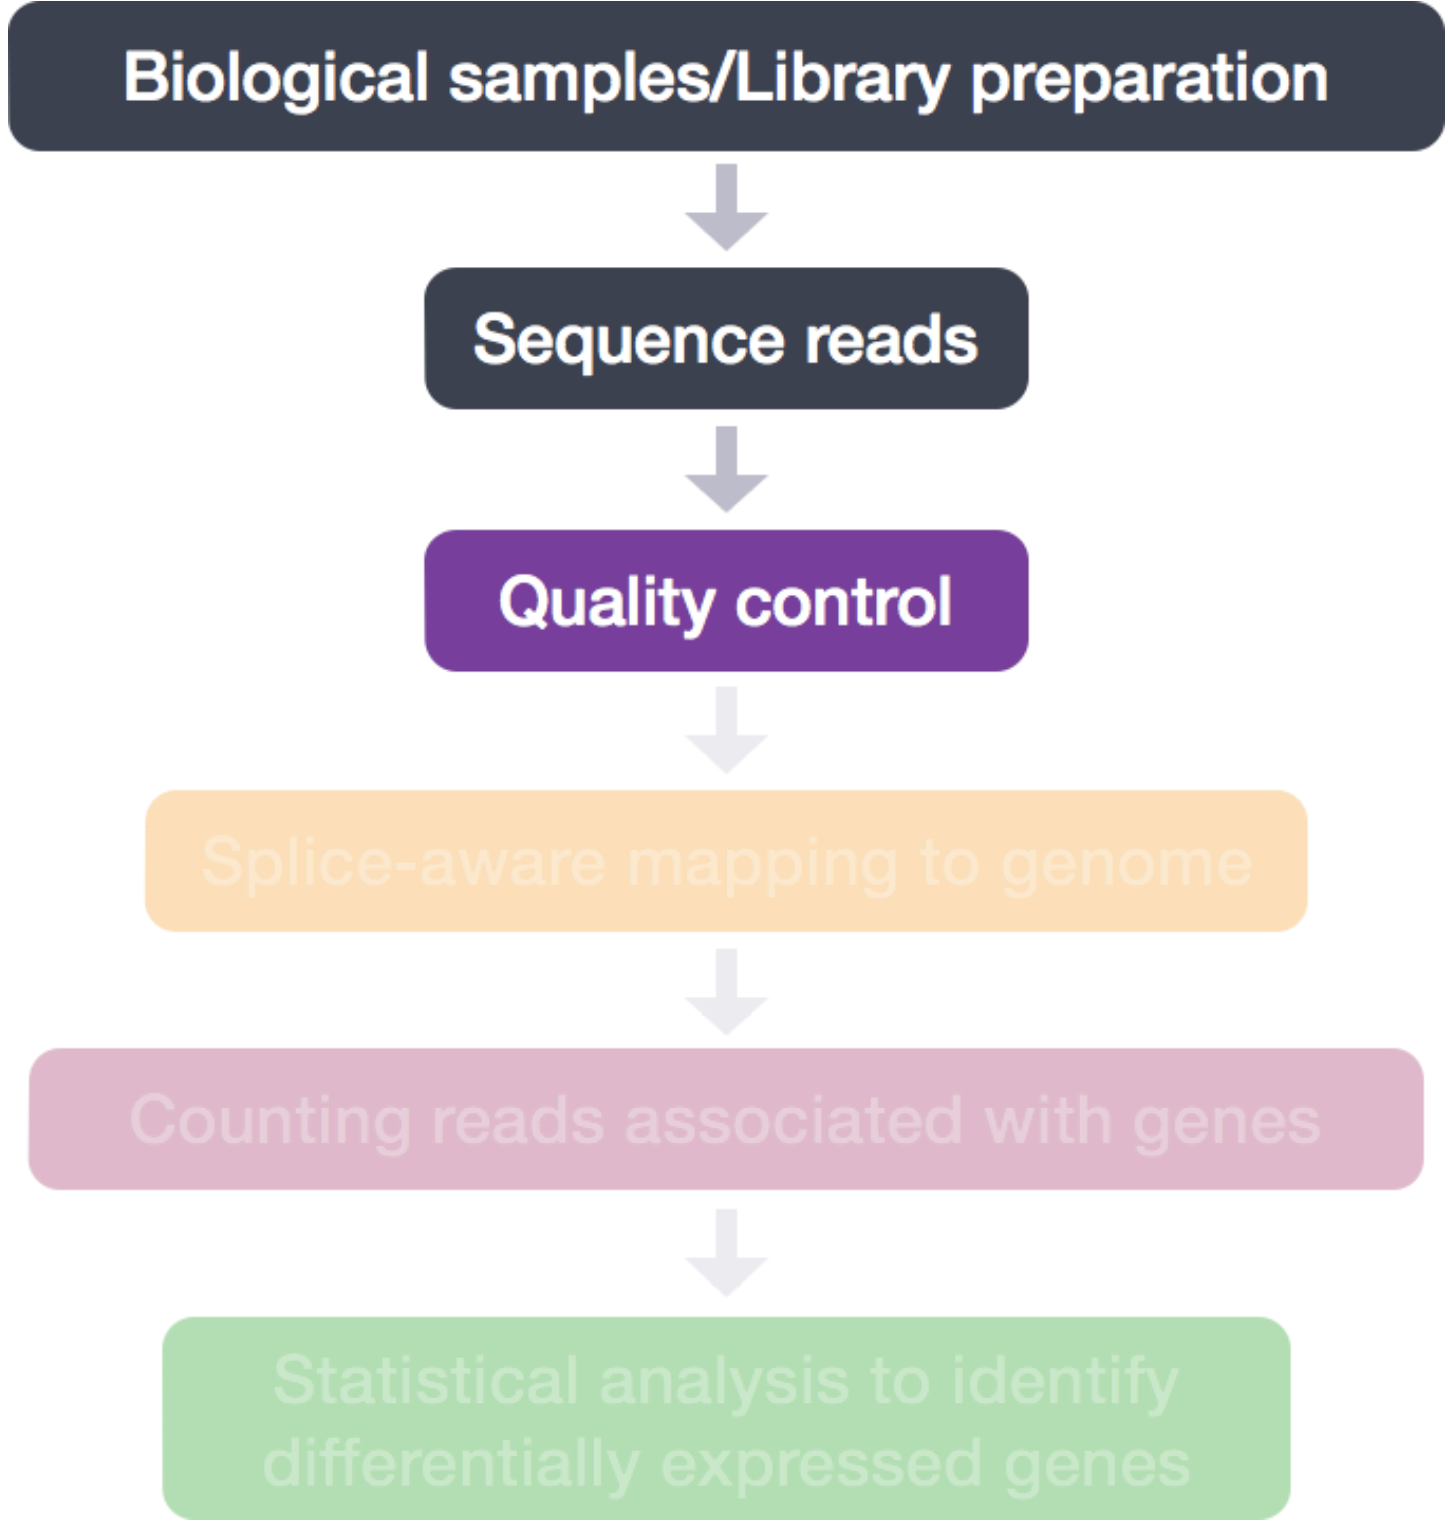 Biological samples/Library preparation
Sequence reads
Quality control
Splice-aware mapping to genome
Counting reads associated with genes
Statistical analysis to identify
differentially expressed genes